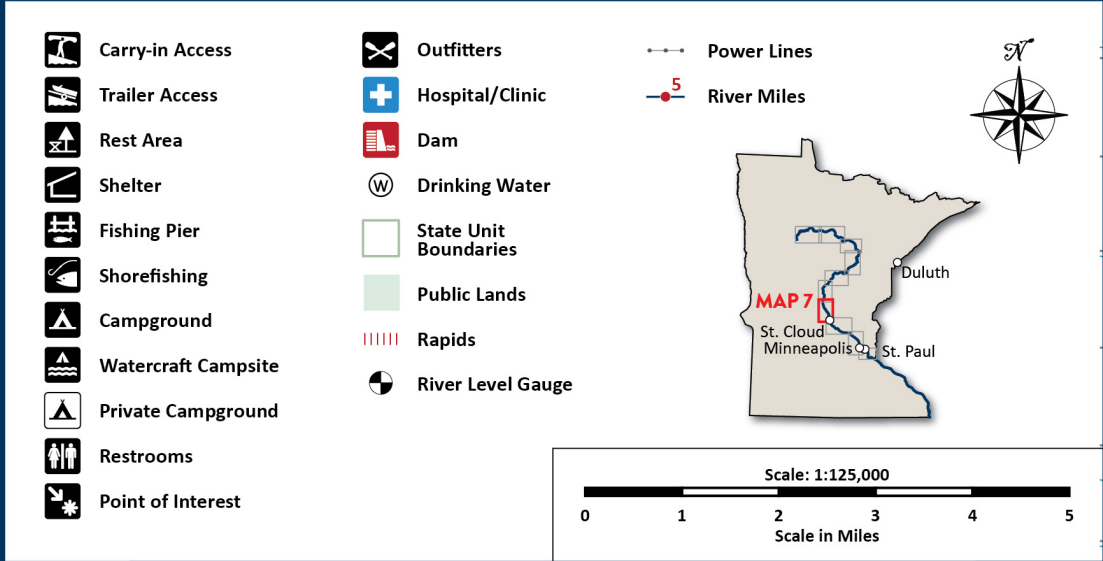 Carry-in Access
Trailer Access
Rest Area
Shelter
Fishing Pier
Shorefishing
Campground
Watercraft Campsite
Private Campground
Restrooms
Point of Interest
Outfitters
Hospital/Clinic
Dam
W
Drinking Water
State Unit
Boundaries
Public Lands
Rapids
River Level Gauge
Power Lines
5
River Miles
N
Duluth
MAP 7
St. Cloud
Minneapolis
St. Paul
Scale: 1:125,000
0 1 2 3 4 5
Scale in Miles